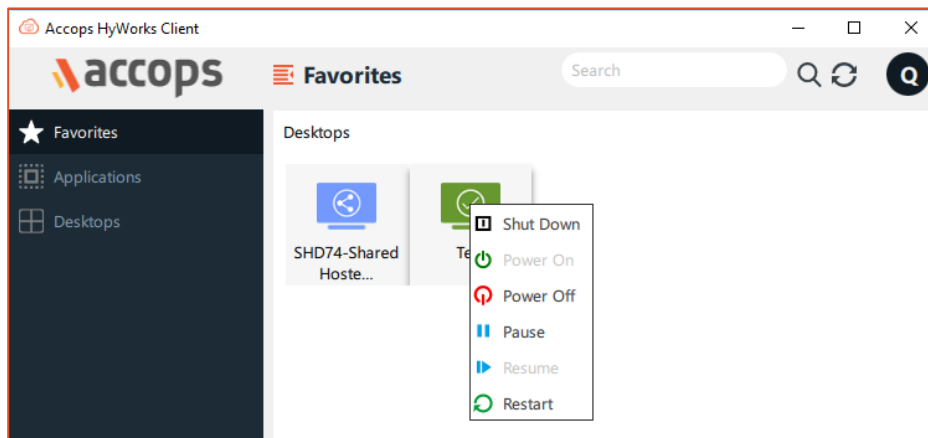 Accops HyWorks Client
accops
Favorites
Search
Q
Favorites
Applications
Desktops
Desktops
SHD74-Shared
Hoste...
Te
Shut Down
Power On
Power Off
Pause
Resume
Restart